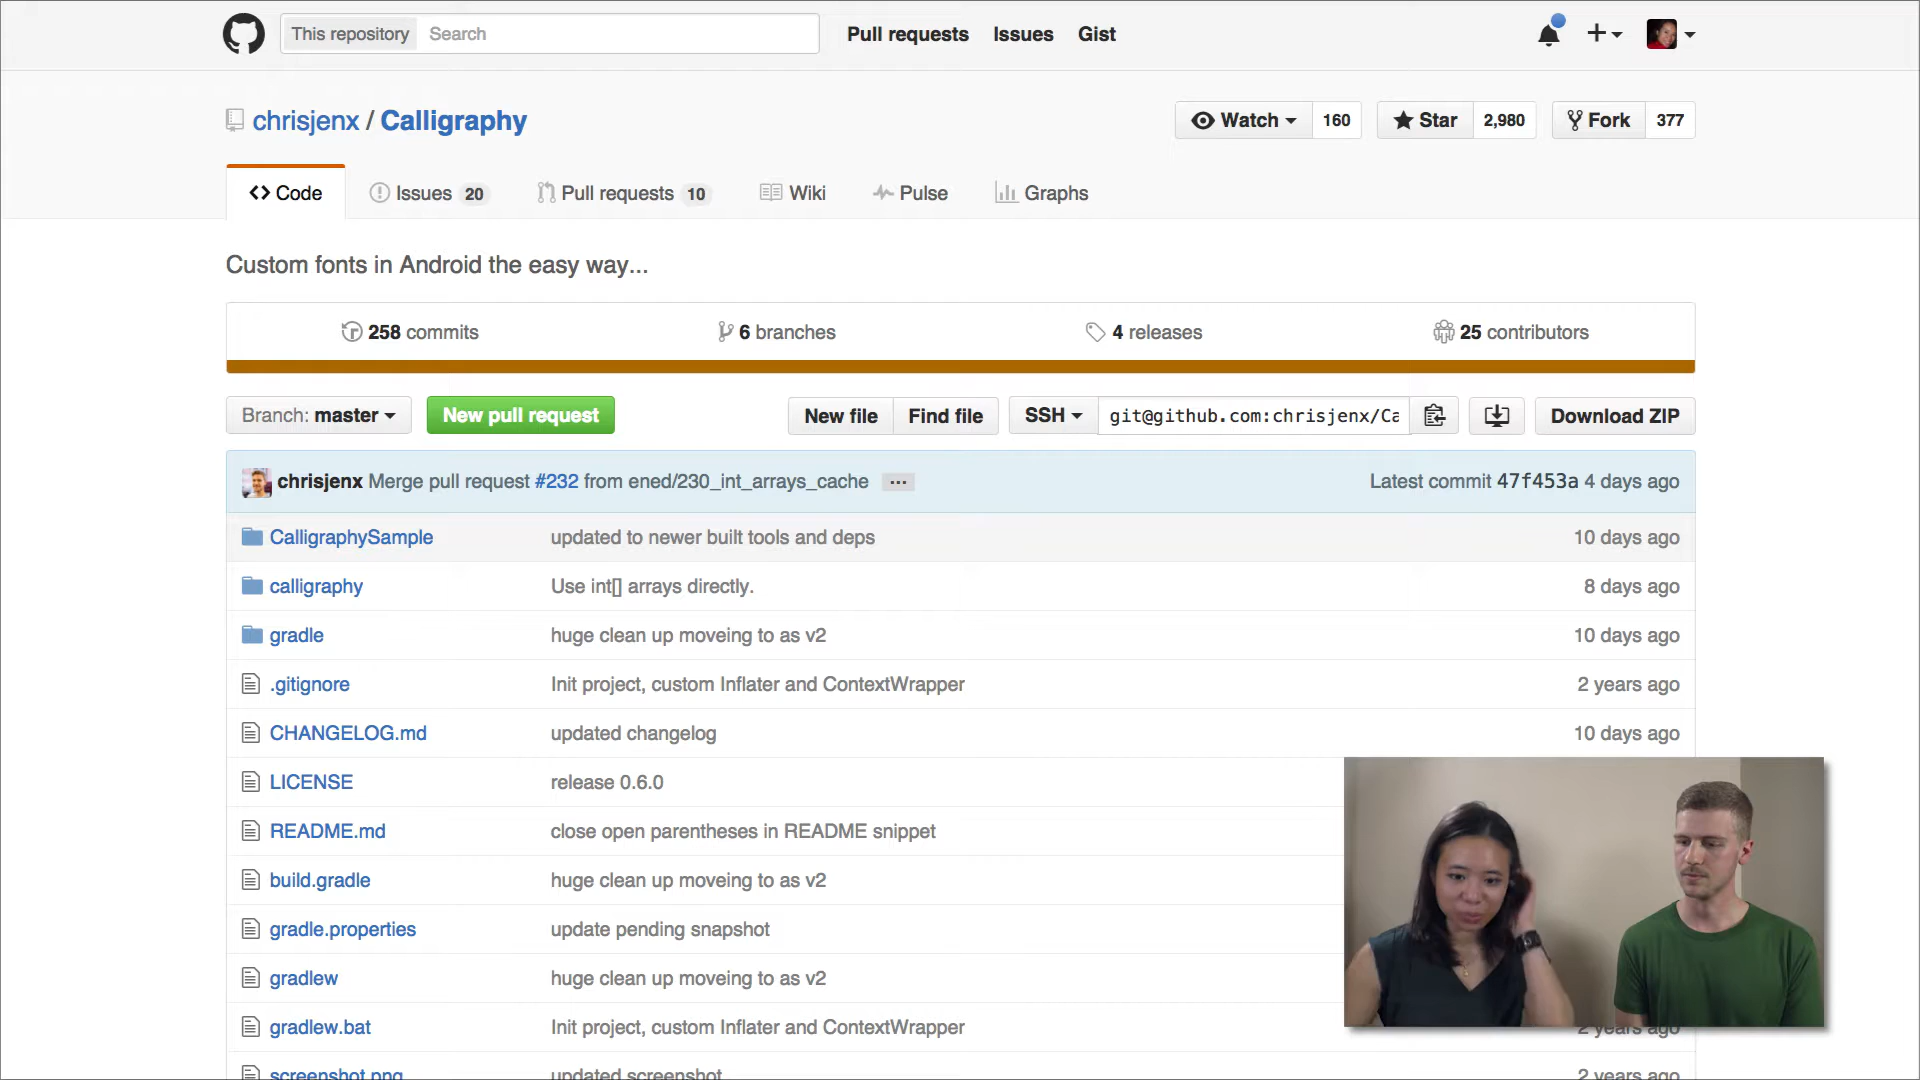 This repository Search Pull requests Issues Gist
chrisjenx / Calligraphy Watch 160 Star 2,980 Fork 377
Code Issues 20 Pull requests 10 Wiki Pulse Graphs
Custom fonts in Android the easy way...
258 commits 6 branches 4 releases 25 contributors
Branch: master New pull request New file Find file SSH git@github.com:chrisjenx/Ca Download ZIP
chrisjenx Merge pull request #232 from ened/230_int_arrays_cache ... Latest commit 47f453a 4 days ago
CalligraphySample updated to newer built tools and deps 10 days ago
calligraphy Use int[] arrays directly. 8 days ago
gradle huge clean up moveing to as v2 10 days ago
.gitignore Init project, custom Inflater and ContextWrapper 2 years ago
CHANGELOG.md updated changelog 10 days ago
LICENSE release 0.6.0
README.md close open parentheses in README snippet
build.gradle huge clean up moveing to as v2
gradle.properties update pending snapshot
gradlew huge clean up moveing to as v2
gradlew.bat Init project, custom Inflater and ContextWrapper 2 years ago
screenshot.png updated screenshot 2 years ago